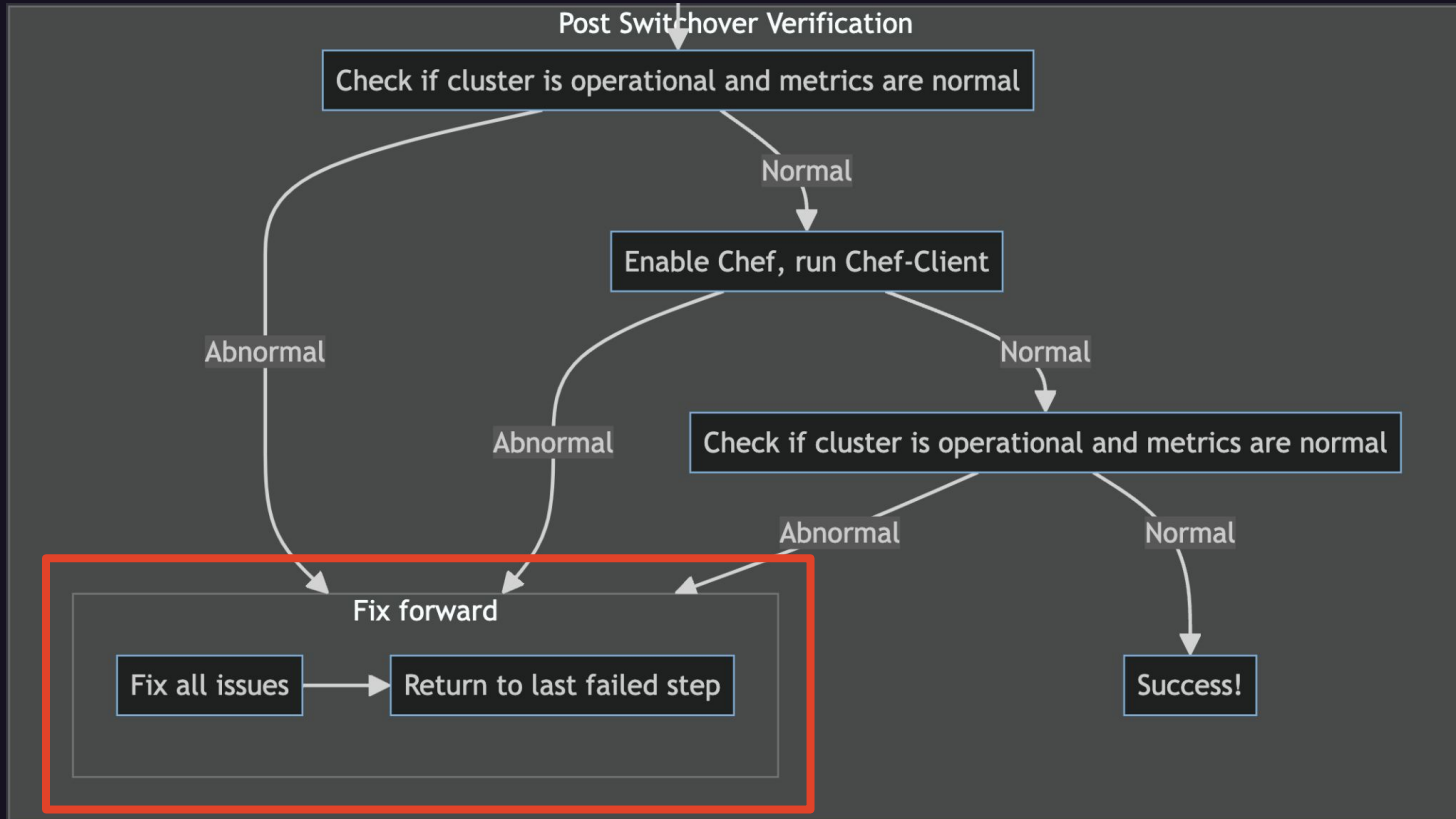 Post Switchover Verification
Check if cluster is operational and metrics are normal
Normal
Enable Chef, run Chef-Client
Abnormal
Normal
Abnormal
Check if cluster is operational and metrics are normal
Abnormal
Normal
Fix forward
Fix all issues
Return to last failed step
Success!